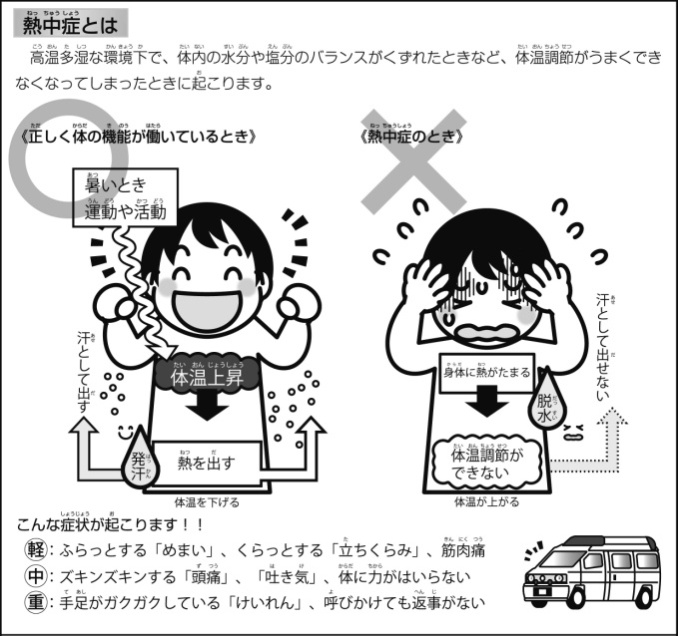 熱中症とは
高温多湿な環境下で、体内の水分や塩分のバランスがくずれたときなど、体温調節がうまくでき
なくなってしまったときに起こります。
《正しく体の機能が働いているとき》
《熱中症のとき》
暑いとき
運動や活動
体温上昇
汗として出す
発汗
熱を出す
体温を下げる
身体に熱がたまる
脱水
汗として出せない
体温調節が
できない
体温が上がる
こんな症状が起こります！！
軽：ふらっとする「めまい」、くらっとする「立ちくらみ」、筋肉痛
中：ズキンズキンする「頭痛」、「吐き気」、体に力がはいらない
重：手足がガクガクしている「けいれん」、呼びかけても返事がない